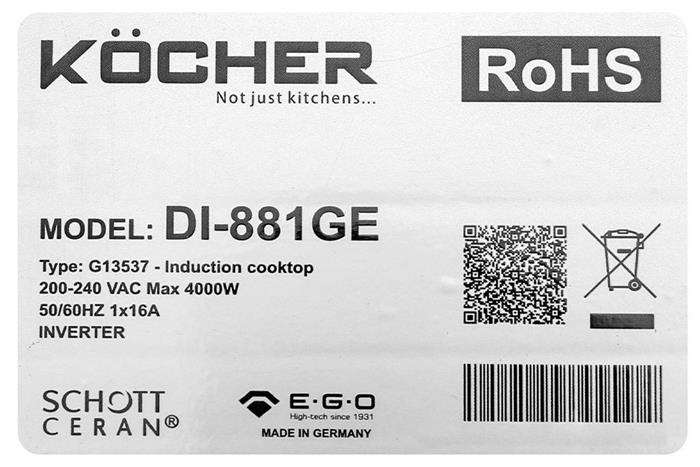 KÖCHER
Not just kitchens...
RoHS
MODEL: DI-881GE
Type: G13537 - Induction cooktop
200-240 VAC Max 4000W
50/60HZ 1x16A
INVERTER
SCHOTT
CERAN®
E·G·O
High-tech since 1931
MADE IN GERMANY